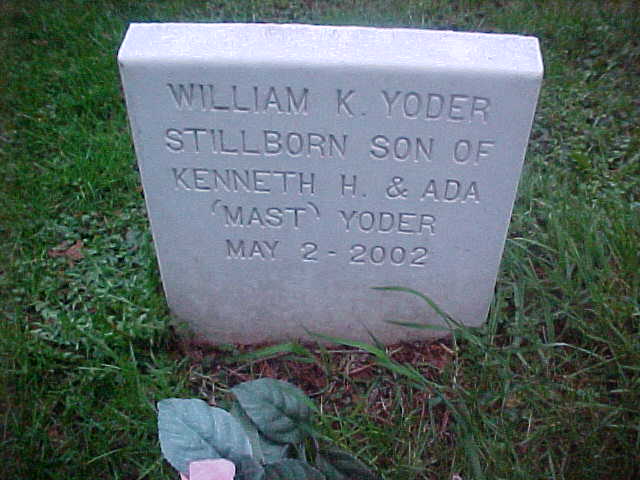 WILLIAM K. YODER
STILLBORN SON OF
KENNETH H. & ADA
(MAST) YODER
MAY 2 - 2002